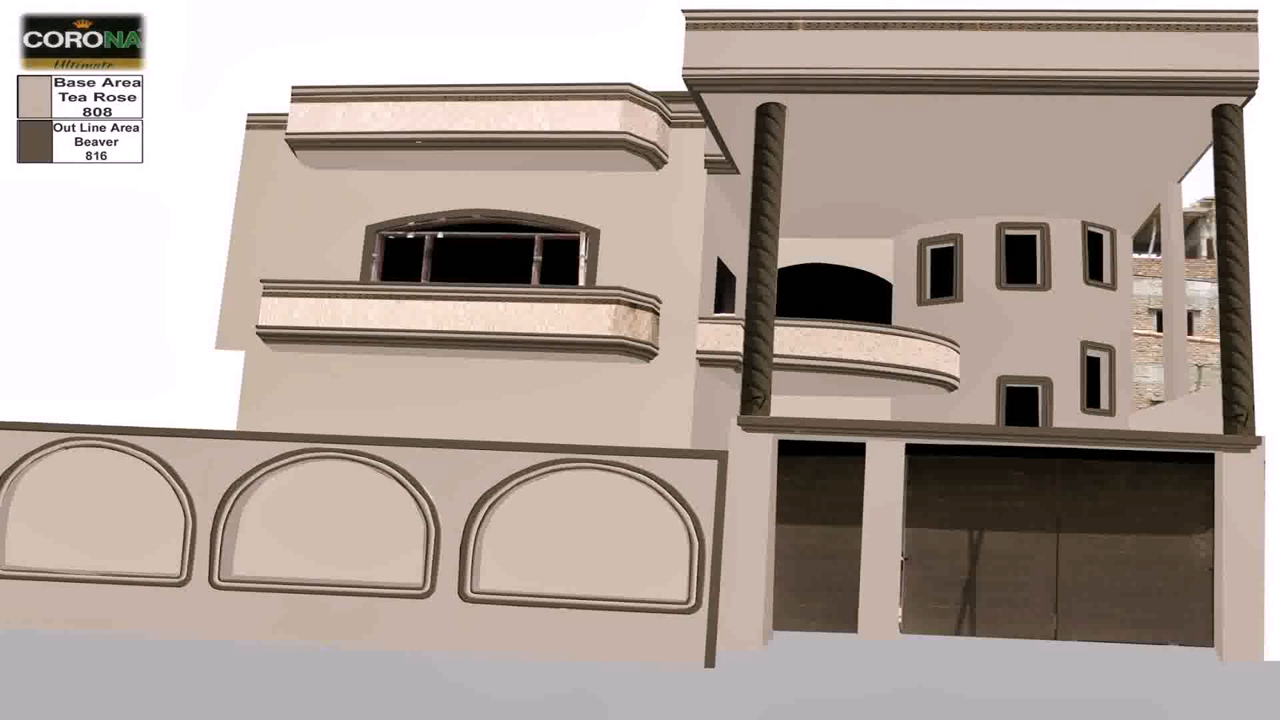 CORONA
Ultimate
Base Area
Tea Rose
808
Out Line Area
Beaver
816